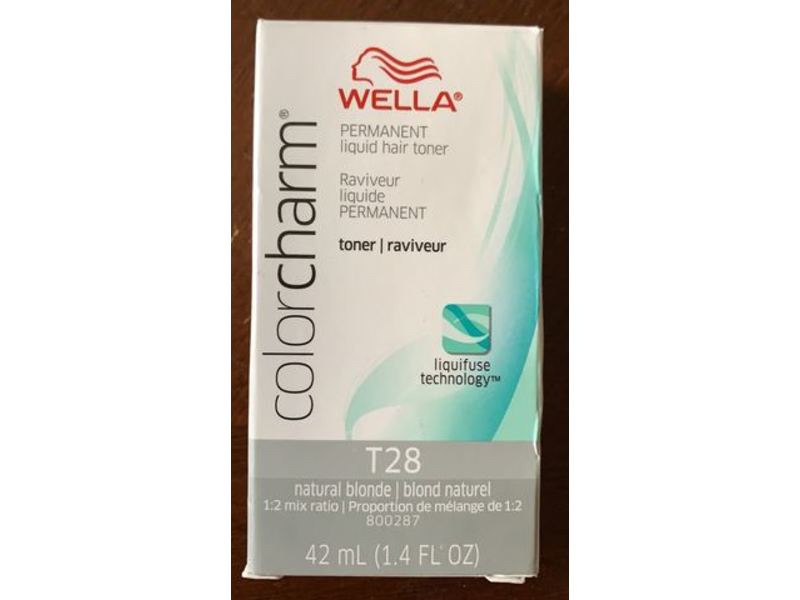 WELLA®
PERMANENT
liquid hair toner
Raviveur
liquide
PERMANENT
toner | raviveur
colorcharm®
liquifuse
technology™
T28
natural blonde | blond naturel
1:2 mix ratio | Proportion de mélange de 1:2
800287
42 mL (1.4 FL OZ)